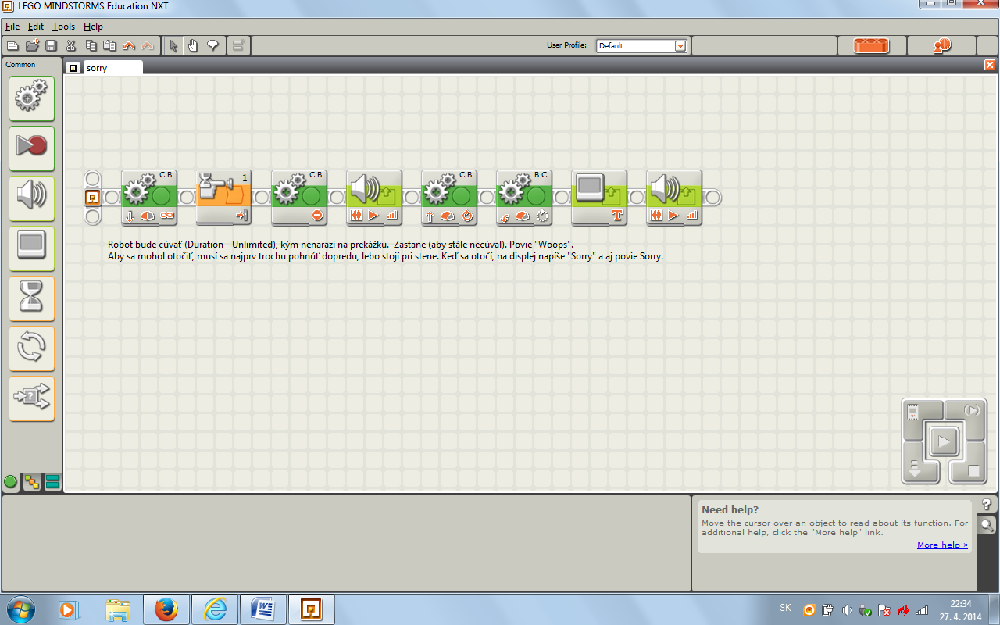 LEGO MINDSTORMS Education NXT
File Edit Tools Help
User Profile: Default
Common
sorry
C B
1
C B
C B
B C
Robot bude cúvať (Duration - Unlimited), kým nenarazí na prekážku. Zastane (aby stále necúval). Povie "Woops".
Aby sa mohol otočiť, musí sa najprv trochu pohnúť dopredu, lebo stojí pri stene. Keď sa otočí, na displej napíše "Sorry" a aj povie Sorry.
Need help?
Move the cursor over an object to read about its function. For
additional help, click the "More help" link.
More help »
SK
22:34
27. 4. 2014